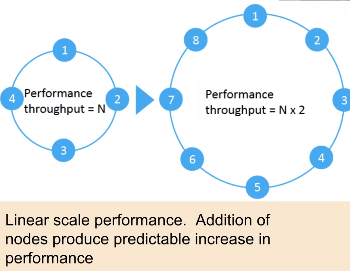 1
4
Performance
throughput = N
2
3
1
8
2
7
Performance
throughput = N x 2
3
6
4
5
Linear scale performance.  Addition of
nodes produce predictable increase in
performance